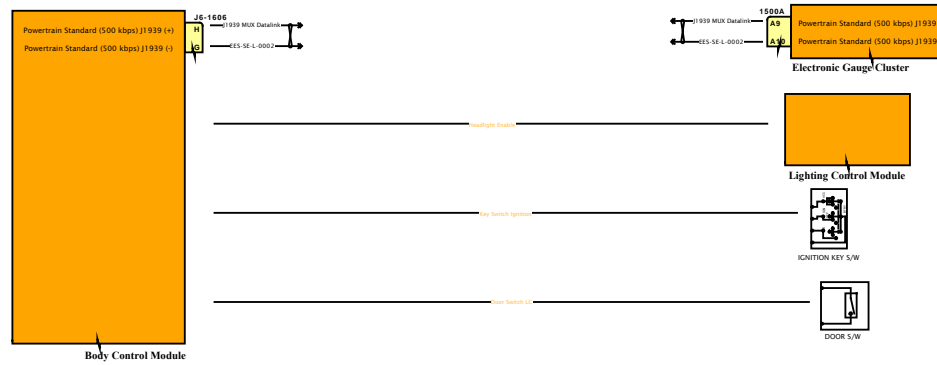 J6-1606
Powertrain Standard (500 kbps) J1939 (+)
H
J1939 MUX Datalink
Powertrain Standard (500 kbps) J1939 (-)
G
EES-SE-L-0002
Body Control Module
1500A
J1939 MUX Datalink
A9
Powertrain Standard (500 kbps) J1939
EES-SE-L-0002
A10
Powertrain Standard (500 kbps) J1939
Electronic Gauge Cluster
Headlight Enable
Lighting Control Module
Key Switch Ignition
IGNITION KEY S/W
Door Switch LC
DOOR S/W